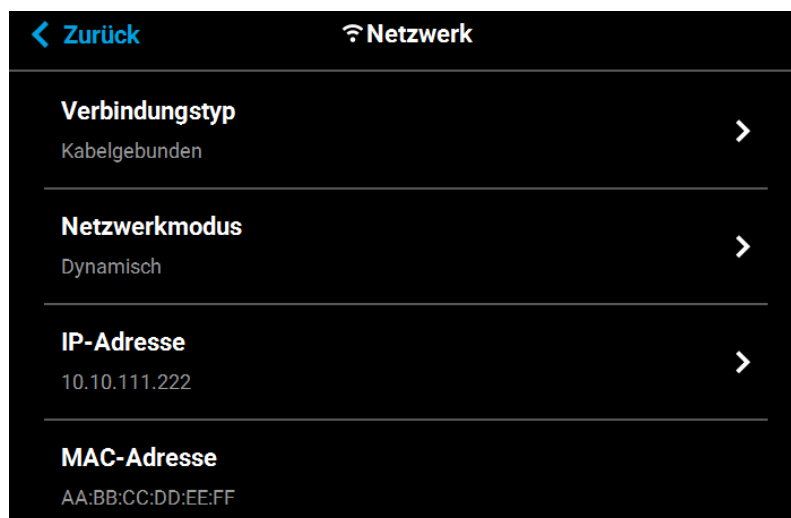 Zurück
Netzwerk
Verbindungstyp
Kabelgebunden
Netzwerkmodus
Dynamisch
IP-Adresse
10.10.111.222
MAC-Adresse
AA:BB:CC:DD:EE:FF